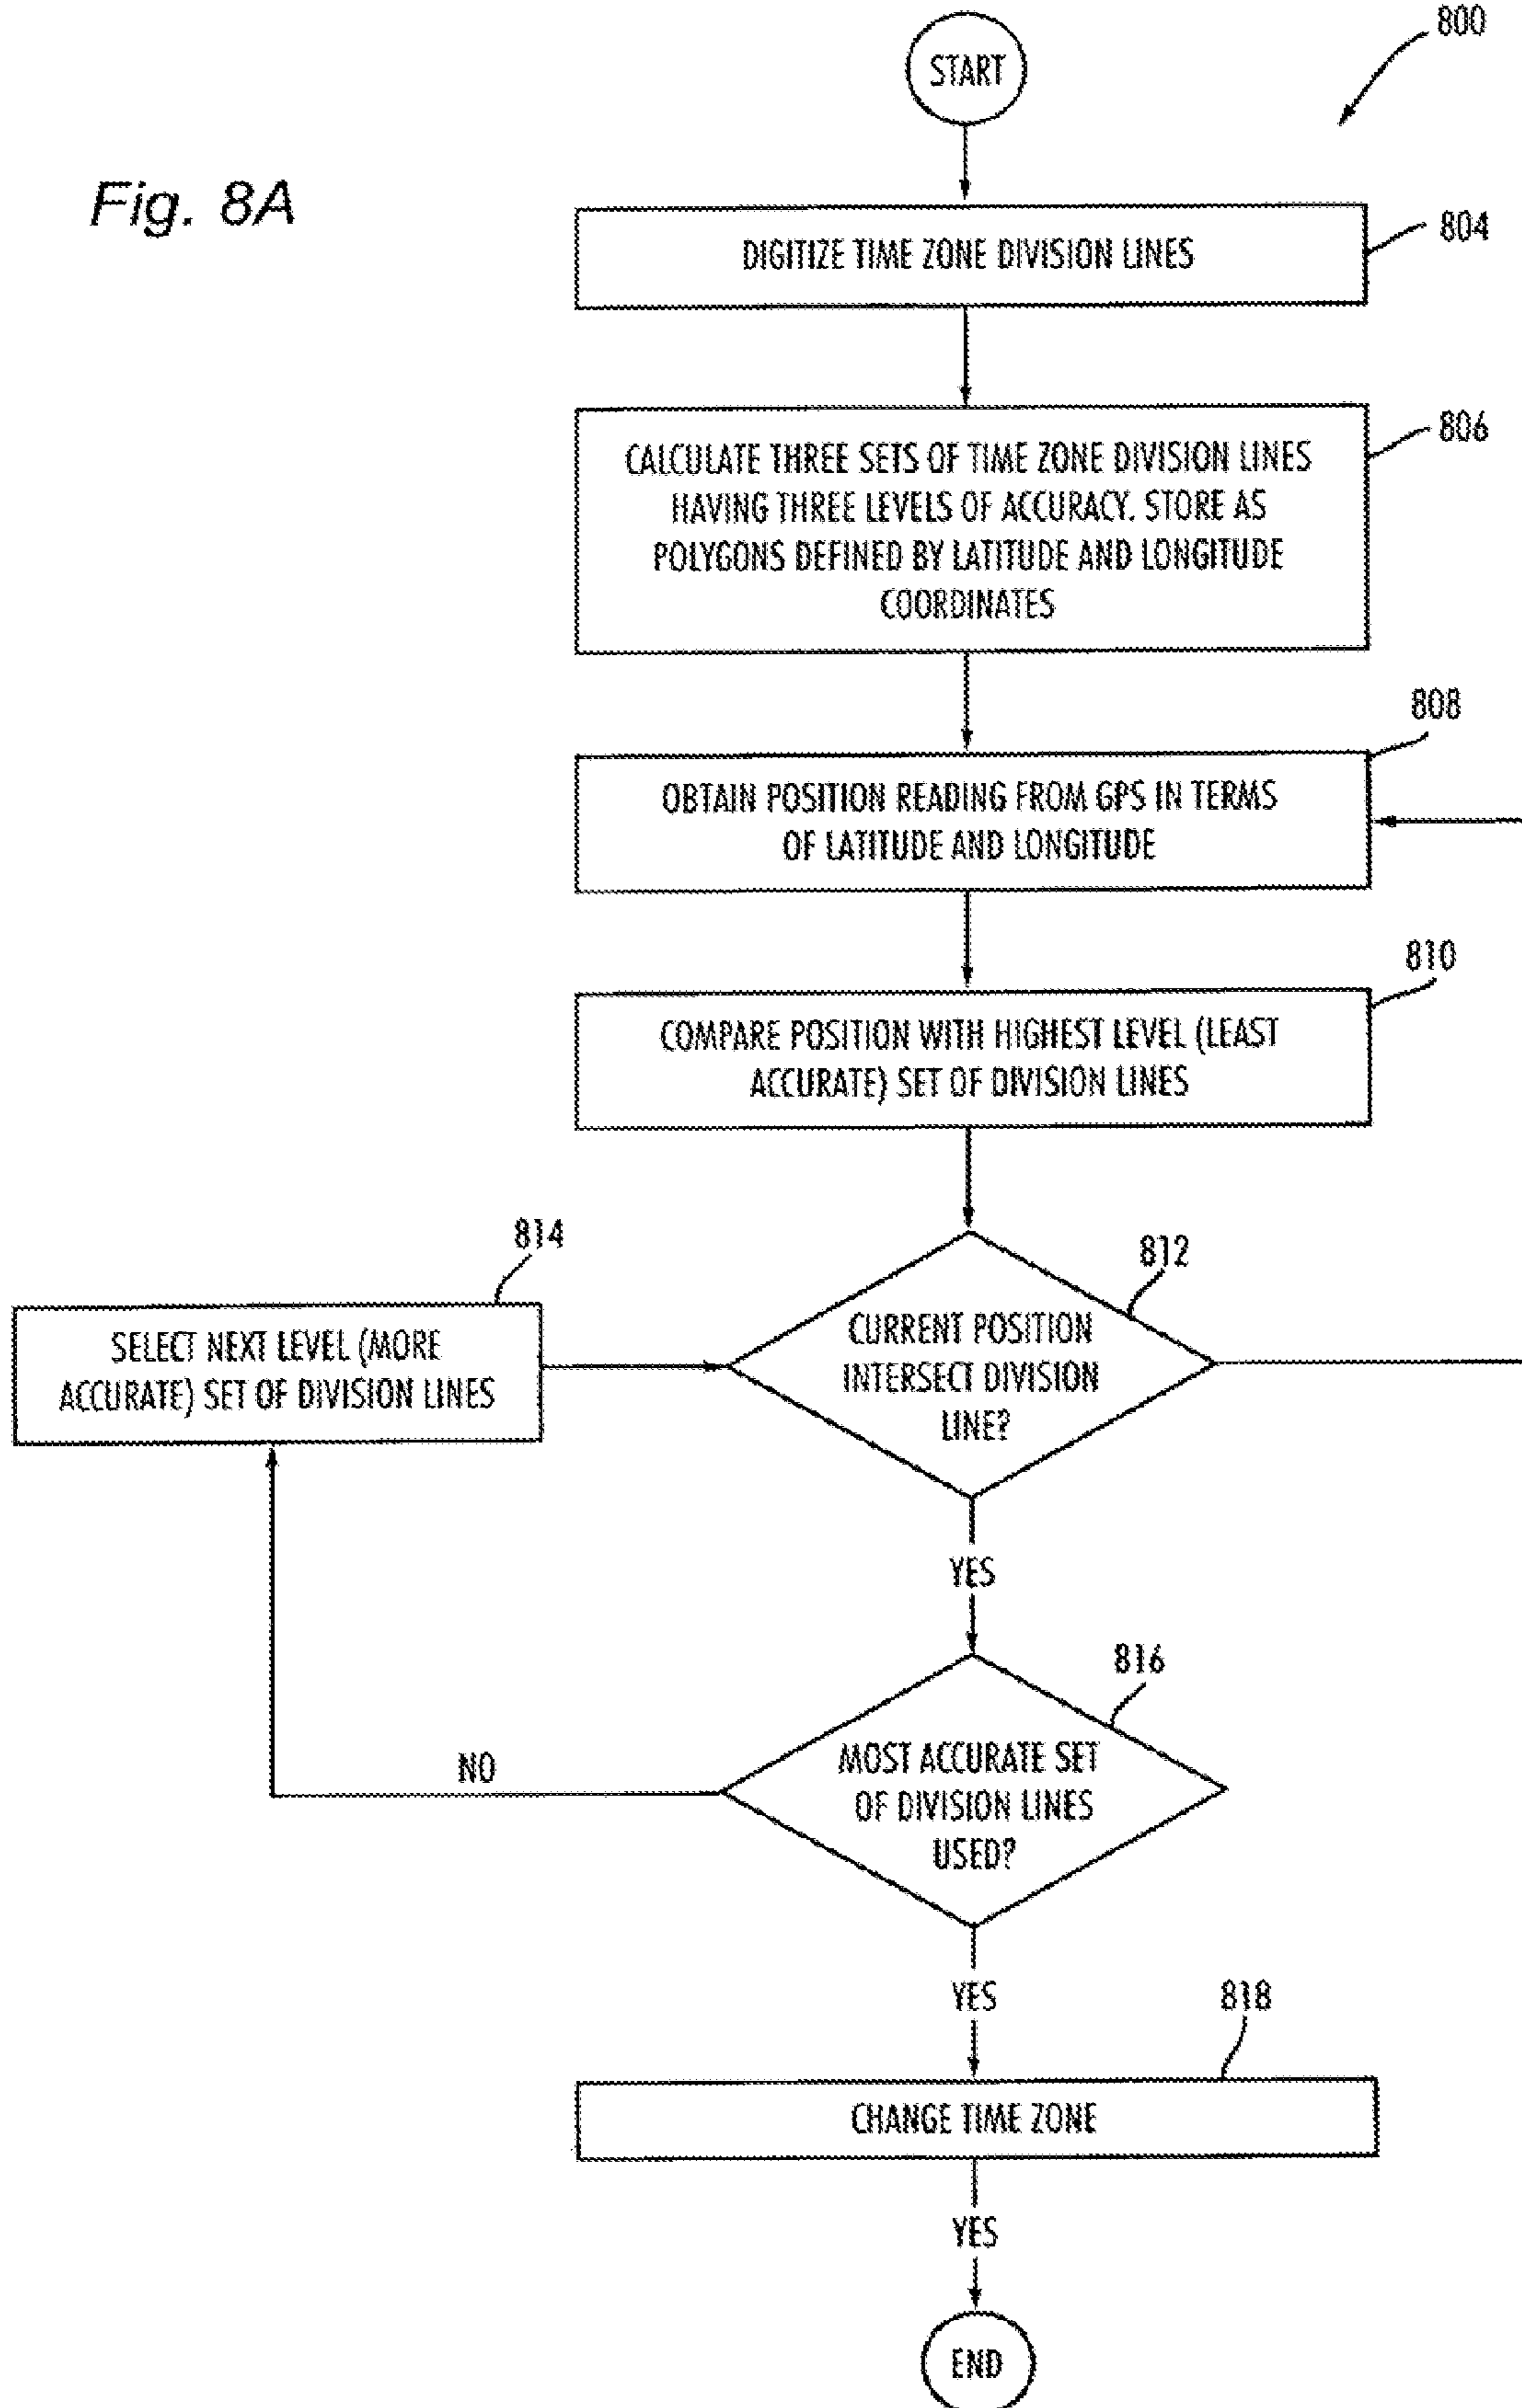 800
START
Fig. 8A
804
DIGITIZE TIME ZONE DIVISION LINES
806
CALCULATE THREE SETS OF TIME ZONE DIVISION LINES
HAVING THREE LEVELS OF ACCURACY. STORE AS
POLYGONS DEFINED BY LATITUDE AND LONGITUDE
COORDINATES
808
OBTAIN POSITION READING FROM GPS IN TERMS
OF LATITUDE AND LONGITUDE
810
COMPARE POSITION WITH HIGHEST LEVEL (LEAST
ACCURATE) SET OF DIVISION LINES
814
SELECT NEXT LEVEL (MORE
ACCURATE) SET OF DIVISION LINES
812
CURRENT POSITION
INTERSECT DIVISION
LINE?
YES
816
MOST ACCURATE SET
OF DIVISION LINES
USED?
NO
YES
818
CHANGE TIME ZONE
YES
END